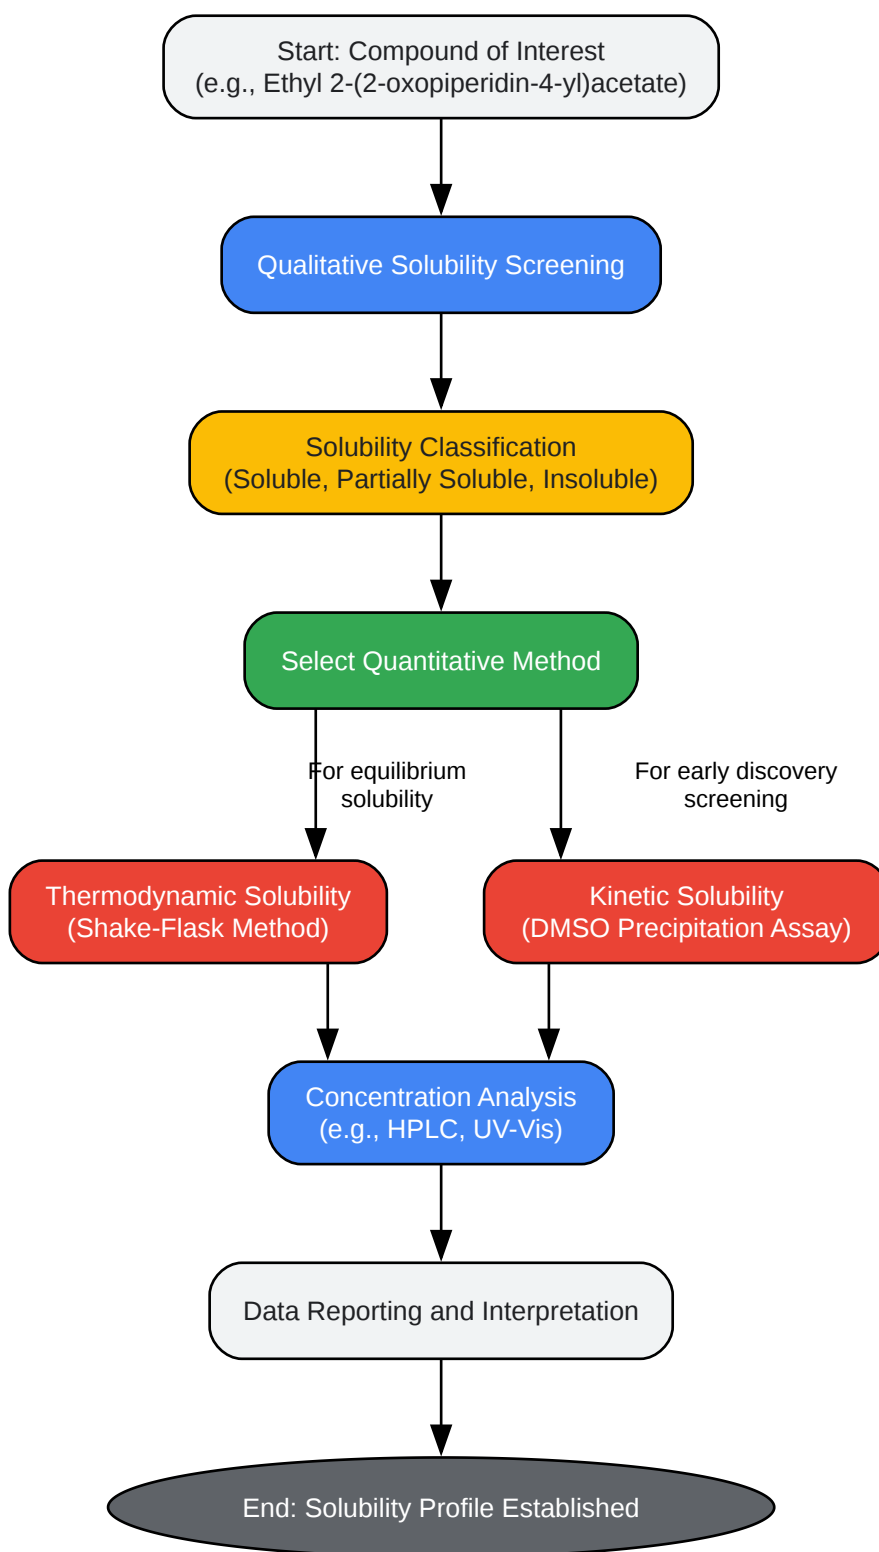 Start: Compound of Interest
(e.g., Ethyl 2-(2-oxopiperidin-4-yl)acetate)
Qualitative Solubility Screening
Solubility Classification
(Soluble, Partially Soluble, Insoluble)
Select Quantitative Method
For equilibrium
solubility
For early discovery
screening
Thermodynamic Solubility
(Shake-Flask Method)
Kinetic Solubility
(DMSO Precipitation Assay)
Concentration Analysis
(e.g., HPLC, UV-Vis)
Data Reporting and Interpretation
End: Solubility Profile Established